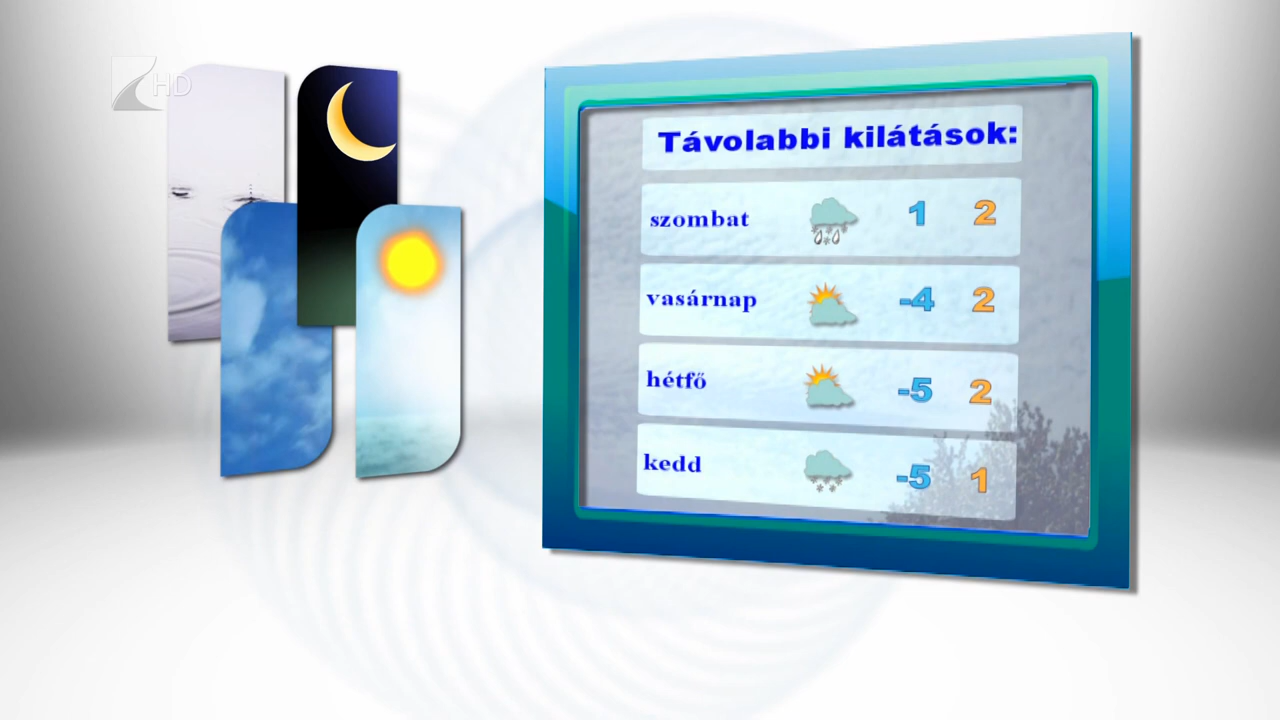 HD
Távolabbi kilátások:
szombat 1 2
vasárnap -4 2
hétfő -5 2
kedd -5 1